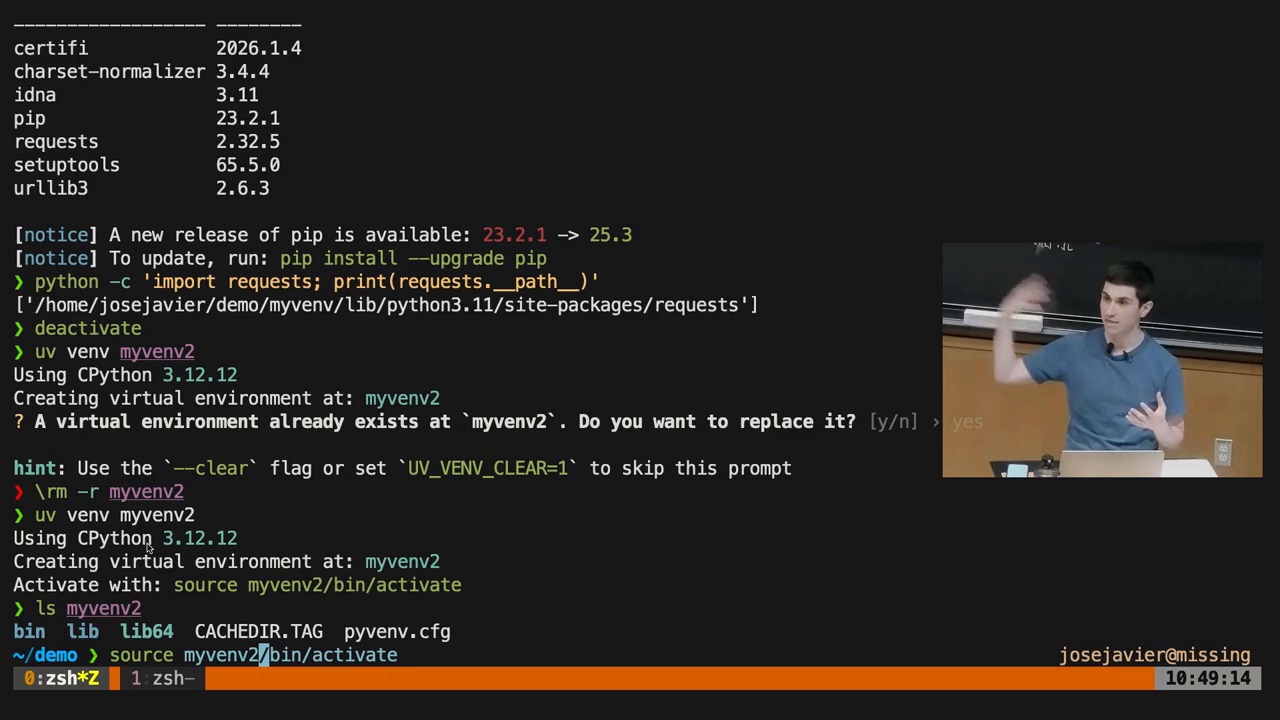 ----------------- --------
certifi 2026.1.4
charset-normalizer 3.4.4
idna 3.11
pip 23.2.1
requests 2.32.5
setuptools 65.5.0
urllib3 2.6.3
[notice] A new release of pip is available: 23.2.1 -> 25.3
[notice] To update, run: pip install --upgrade pip
❯ python -c 'import requests; print(requests.__path__)'
['/home/josejavier/demo/myvenv/lib/python3.11/site-packages/requests']
❯ deactivate
❯ uv venv myvenv2
Using CPython 3.12.12
Creating virtual environment at: myvenv2
? A virtual environment already exists at `myvenv2`. Do you want to replace it? [y/n] › yes
hint: Use the `--clear` flag or set `UV_VENV_CLEAR=1` to skip this prompt
❯ \rm -r myvenv2
❯ uv venv myvenv2
Using CPython 3.12.12
Creating virtual environment at: myvenv2
Activate with: source myvenv2/bin/activate
❯ ls myvenv2
bin lib lib64 CACHEDIR.TAG pyvenv.cfg
~/demo ❯ source myvenv2/bin/activate josejavier@missing
0:zsh*Z 1:zsh- 10:49:14